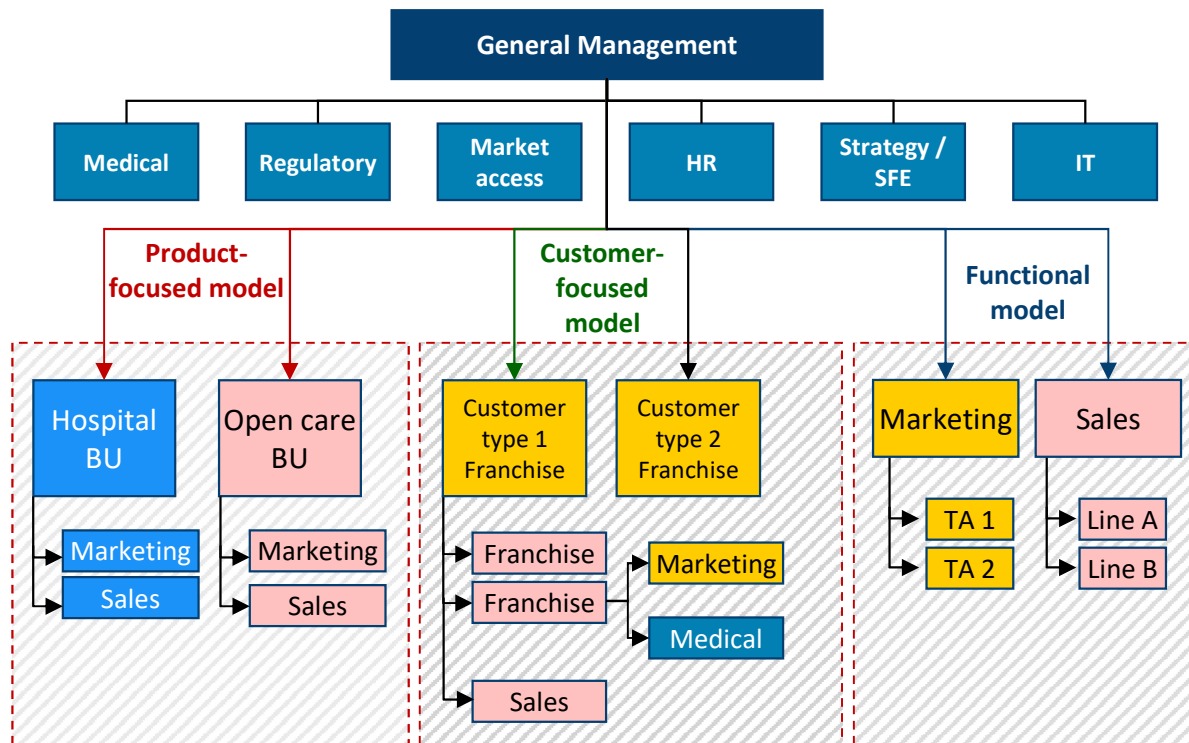 General Management
Medical
Regulatory
Market
access
HR
Strategy /
SFE
IT
Product-
focused model
Customer-
focused
model
Functional
model
Hospital
BU
Open care
BU
Marketing
Sales
Marketing
Sales
Customer
type 1
Franchise
Customer
type 2
Franchise
Franchise
Franchise
Marketing
Medical
Sales
Marketing
Sales
TA 1
TA 2
Line A
Line B